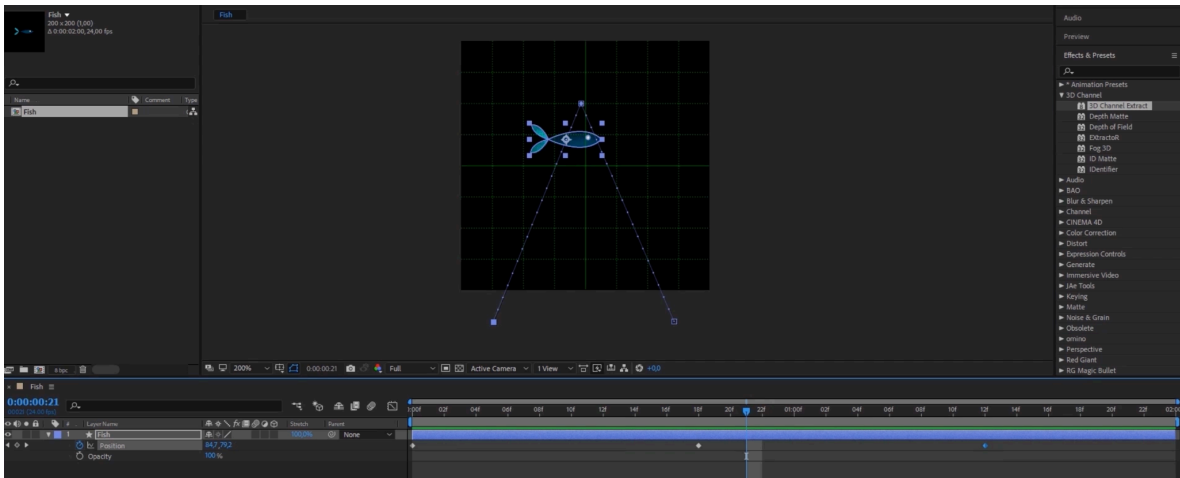 Fish
200 x 200 (1,00)
Δ 0:00:02:00, 24,00 fps
Name Comment Type
Fish
8 bpc
Fish
200% 0:00:00:21 Full Active Camera 1 View +0,0
Audio
Preview
Effects & Presets
* Animation Presets
3D Channel
3D Channel Extract
Depth Matte
Depth of Field
EXtractoR
Fog 3D
ID Matte
IDentifier
Audio
BAO
Blur & Sharpen
Channel
CINEMA 4D
Color Correction
Distort
Expression Controls
Generate
Immersive Video
JAe Tools
Keying
Matte
Noise & Grain
Obsolete
omino
Perspective
Red Giant
RG Magic Bullet
Fish
0:00:00:21
# Layer Name Stretch Parent
1 Fish 100,0% None
Position 84,7, 79,2
Opacity 100 %
02f 04f 06f 08f 10f 12f 14f 16f 18f 20f 22f 01:00f 02f 04f 06f 08f 10f 12f 14f 16f 18f 20f 22f